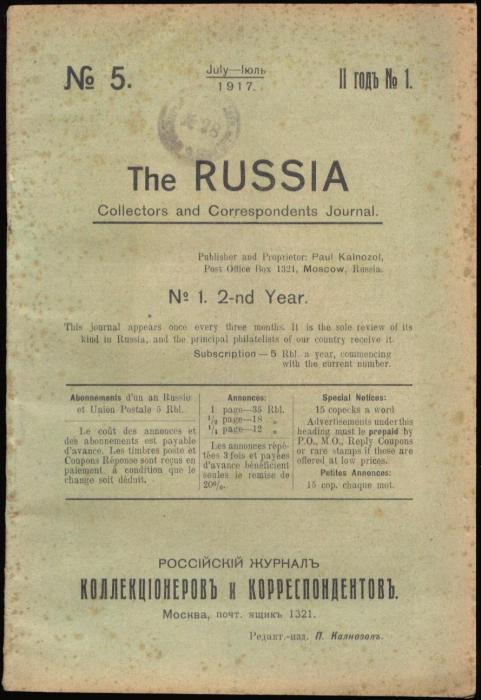 № 5.
July—Іюль
1917.
II годъ № 1.
№ 28
The RUSSIA
Collectors and Correspondents Journal.
Publisher and Proprietor: Paul Kalnozol,
Post Office Box 1321, Moscow, Russia.
№ 1. 2-nd Year.
This journal appears once every three months. It is the sole review of its
kind in Russia, and the principal philatelists of our country receive it.
Subscription — 5 Rbl. a year, commencing
with the current number.
Abonnements d'un an Russie
et Union Postale 5 Rbl.
Le coût des annonces et
des abonnements est payable
d'avance. Les timbres poste et
Coupons Réponse sont reçus en
paiement, à condition que le
change soit déduit.
Annonces:
1 page—35 Rbl.
1/2 page—18 „
1/4 page—12 „
Les annonces répé-
tées 3 fois et payées
d'avance bénéficient
seules le remise de
20%.
Special Notices:
15 copecks a word
Advertisements under this
heading must le prepaid by
P.O., M.O., Reply Coupons
or rare stamps if those are
offered at low prices.
Petites Annonces:
15 cop. chaque mot.
РОССІЙСКІЙ ЖУРНАЛЪ
КОЛЛЕКЦІОНЕРОВЪ и КОРРЕСПОНДЕНТОВЪ.
Москва, почт. ящикъ 1321.
Редакт.-изд. П. Калнозолъ.